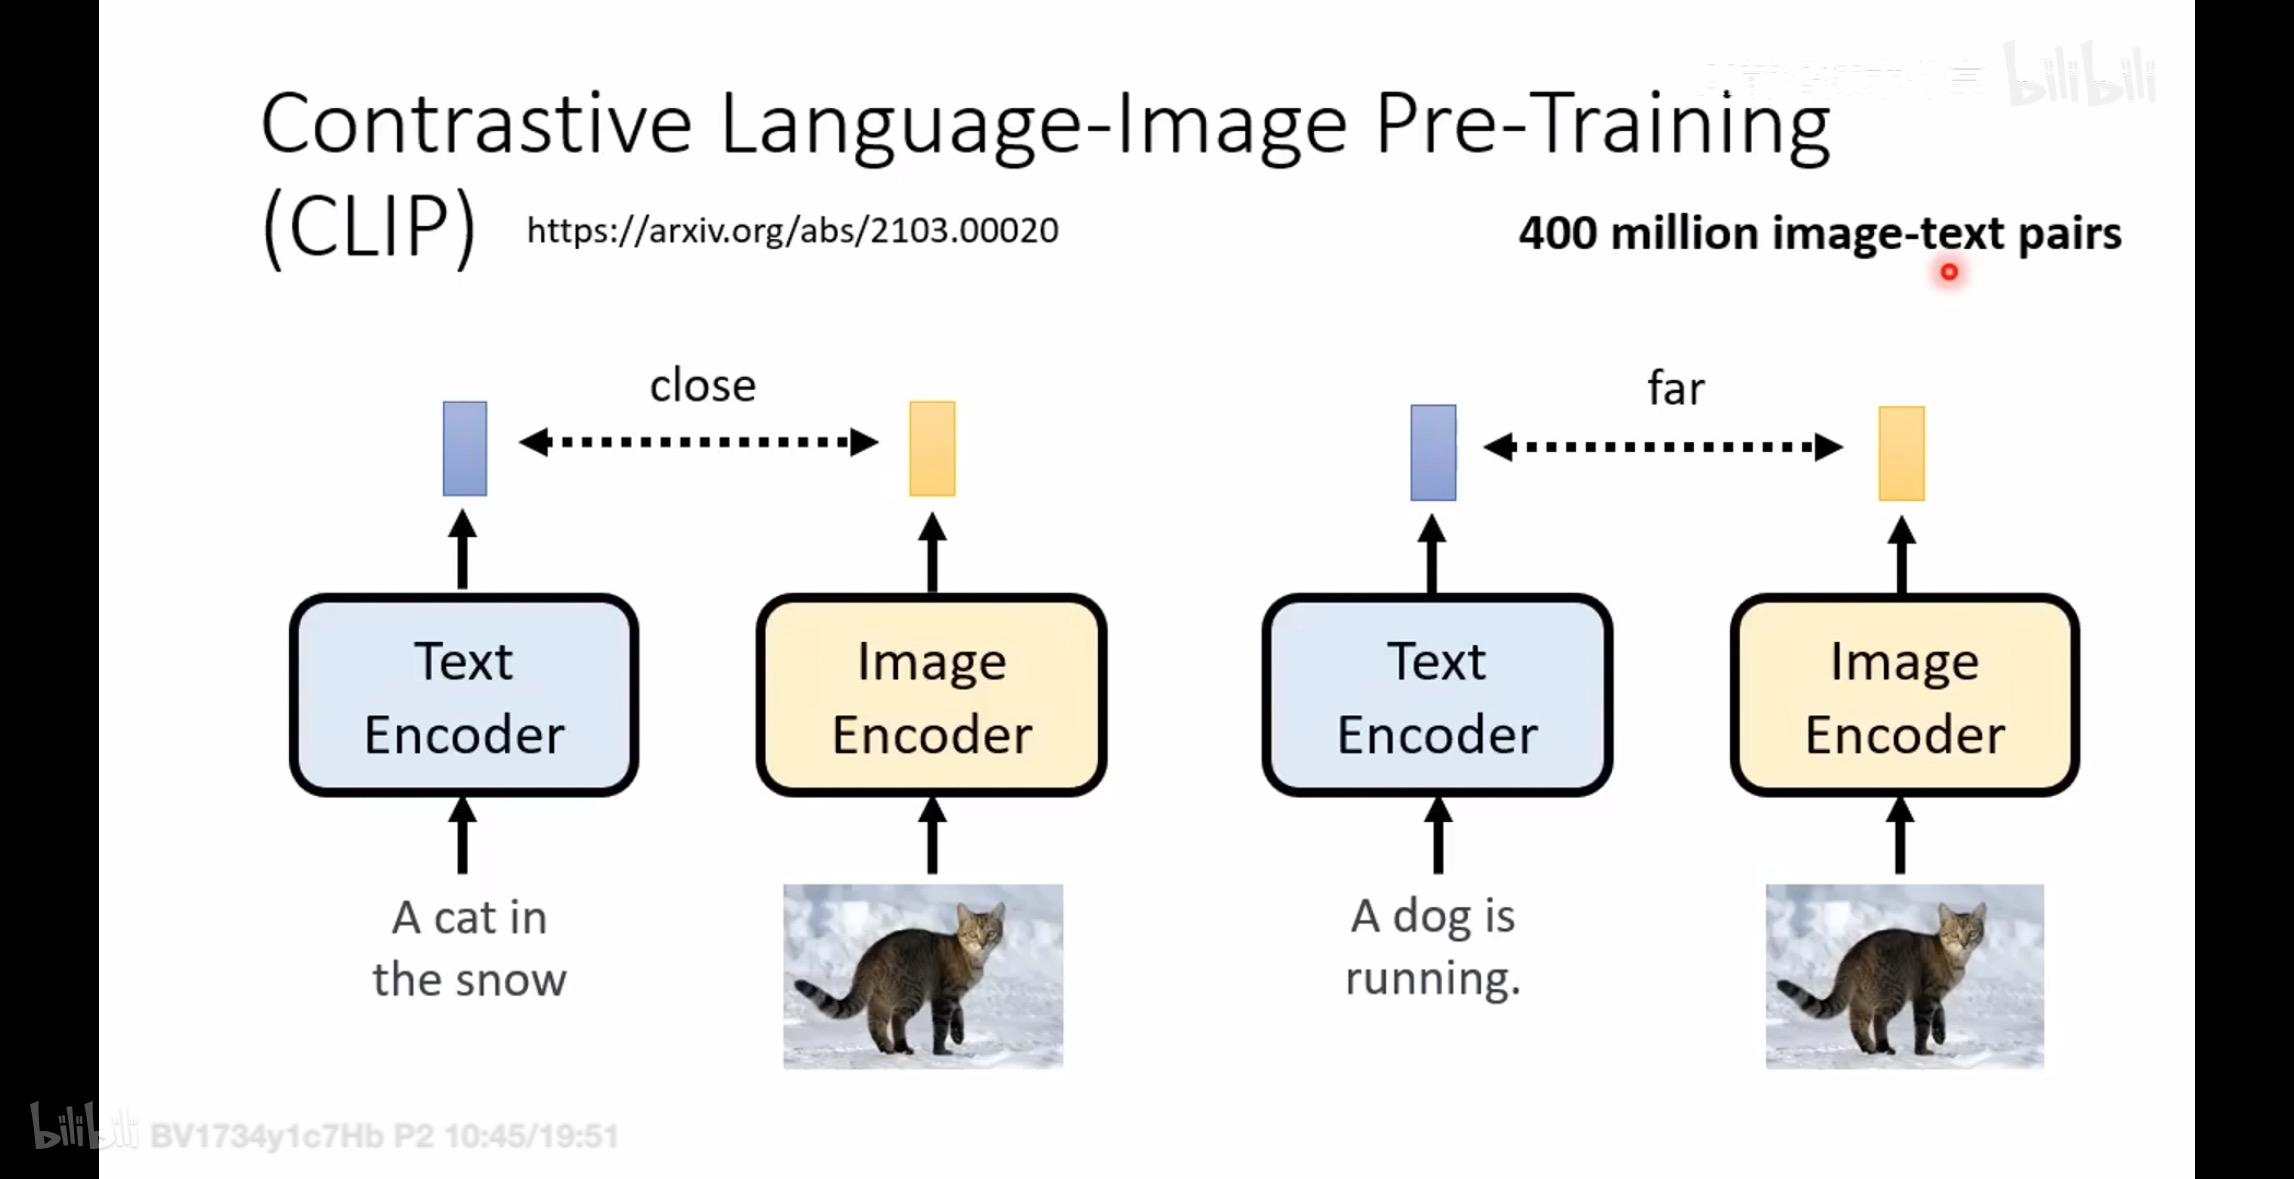 bilibili
Contrastive Language-Image Pre-Training
(CLIP)
https://arxiv.org/abs/2103.00020
400 million image-text pairs
close
far
Text
Encoder
Image
Encoder
Text
Encoder
Image
Encoder
A cat in
the snow
A dog is
running.
bilibili BV1734y1c7Hb P2 10:45/19:51